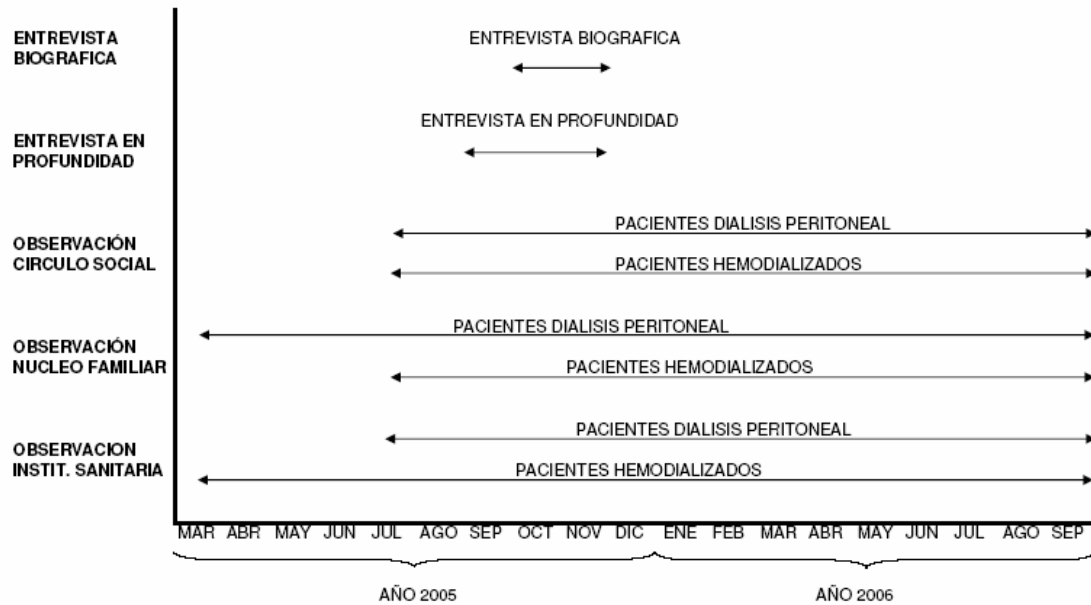 ENTREVISTA
BIOGRAFICA
ENTREVISTA BIOGRAFICA
ENTREVISTA EN
PROFUNDIDAD
ENTREVISTA EN PROFUNDIDAD
OBSERVACIÓN
CIRCULO SOCIAL
PACIENTES DIALISIS PERITONEAL
PACIENTES HEMODIALIZADOS
OBSERVACIÓN
NUCLEO FAMILIAR
PACIENTES DIALISIS PERITONEAL
PACIENTES HEMODIALIZADOS
OBSERVACION
INSTIT. SANITARIA
PACIENTES DIALISIS PERITONEAL
PACIENTES HEMODIALIZADOS
MAR ABR MAY JUN JUL AGO SEP OCT NOV DIC ENE FEB MAR ABR MAY JUN JUL AGO SEP
AÑO 2005 AÑO 2006